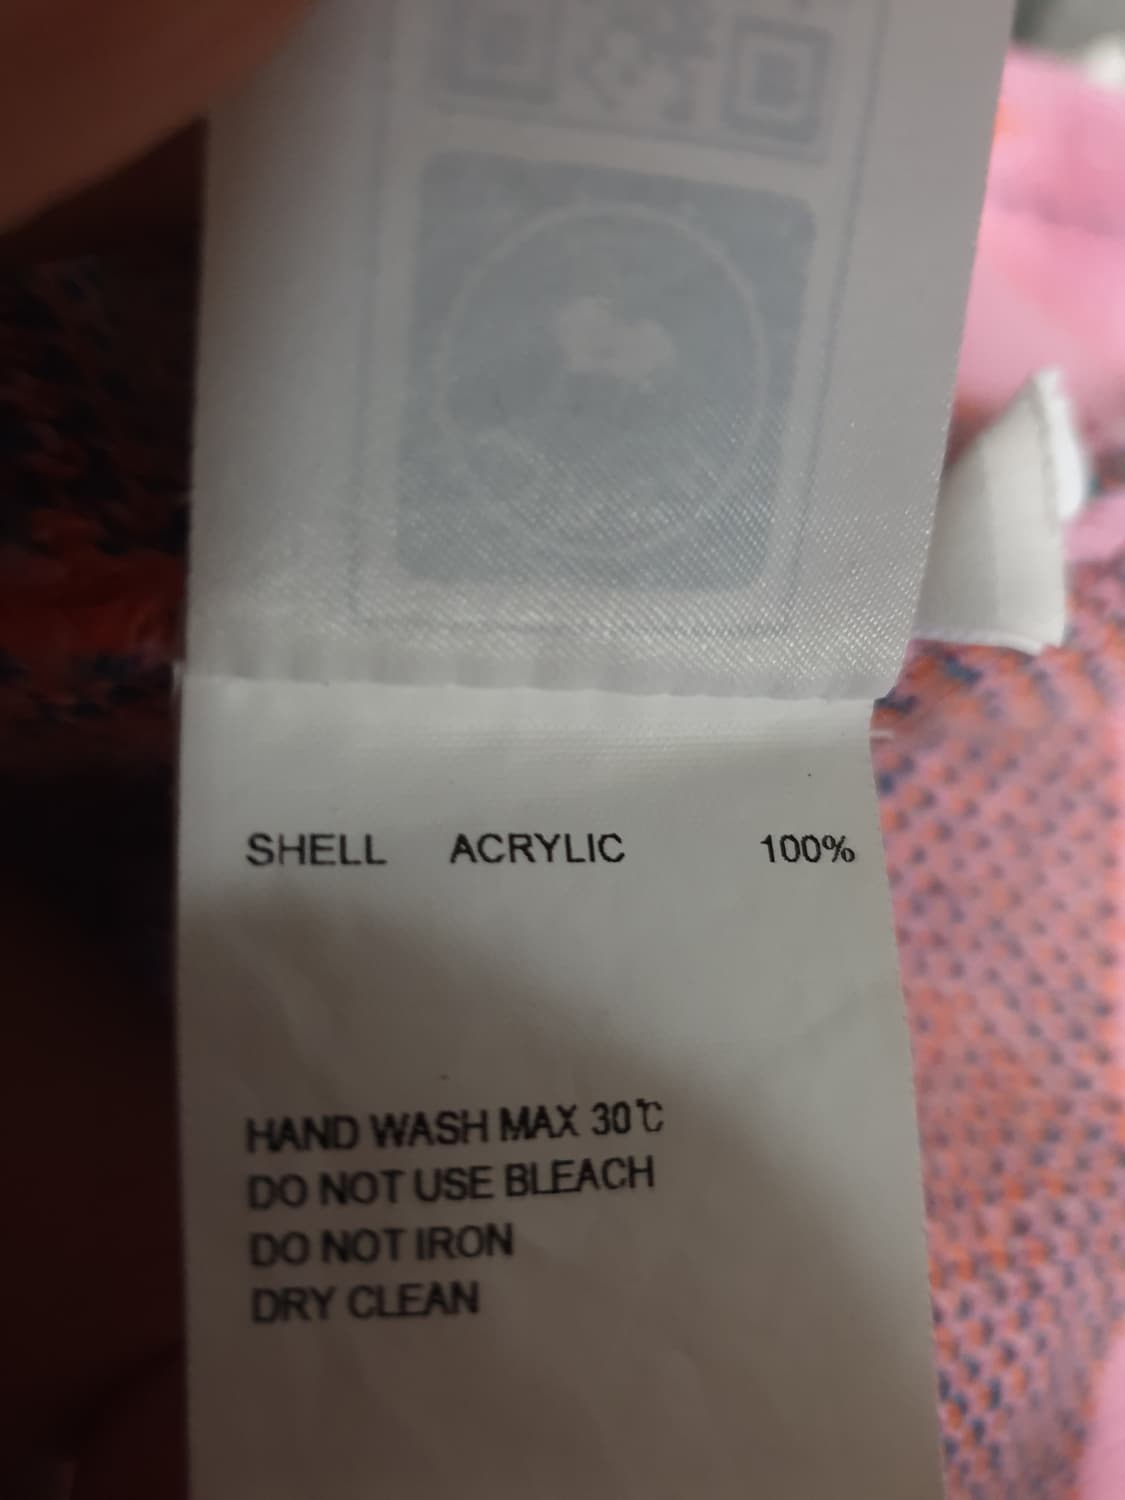 SHELL ACRYLIC 100%
HAND WASH MAX 30℃
DO NOT USE BLEACH
DO NOT IRON
DRY CLEAN